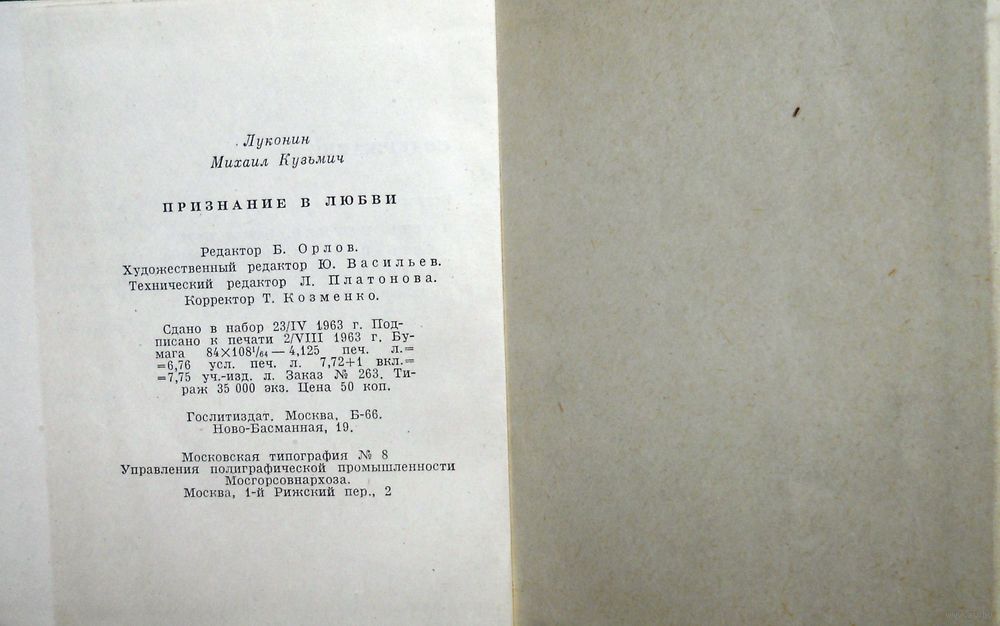 Луконин
Михаил Кузьмич
ПРИЗНАНИЕ В ЛЮБВИ
Редактор Б. Орлов.
Художественный редактор Ю. Васильев.
Технический редактор Л. Платонова.
Корректор Т. Козменко.
Сдано в набор 23/IV 1963 г. Под-
писано к печати 2/VIII 1963 г. Бу-
мага 84×108¹/₆₄ — 4,125 печ. л.=
=6,76 усл. печ. л. 7,72+1 вкл.=
=7,75 уч.-изд. л. Заказ № 263. Ти-
раж 35 000 экз. Цена 50 коп.
Гослитиздат. Москва, Б-66.
Ново-Басманная, 19.
Московская типография № 8
Управления полиграфической промышленности
Мосгорсовнархоза.
Москва, 1-й Рижский пер., 2